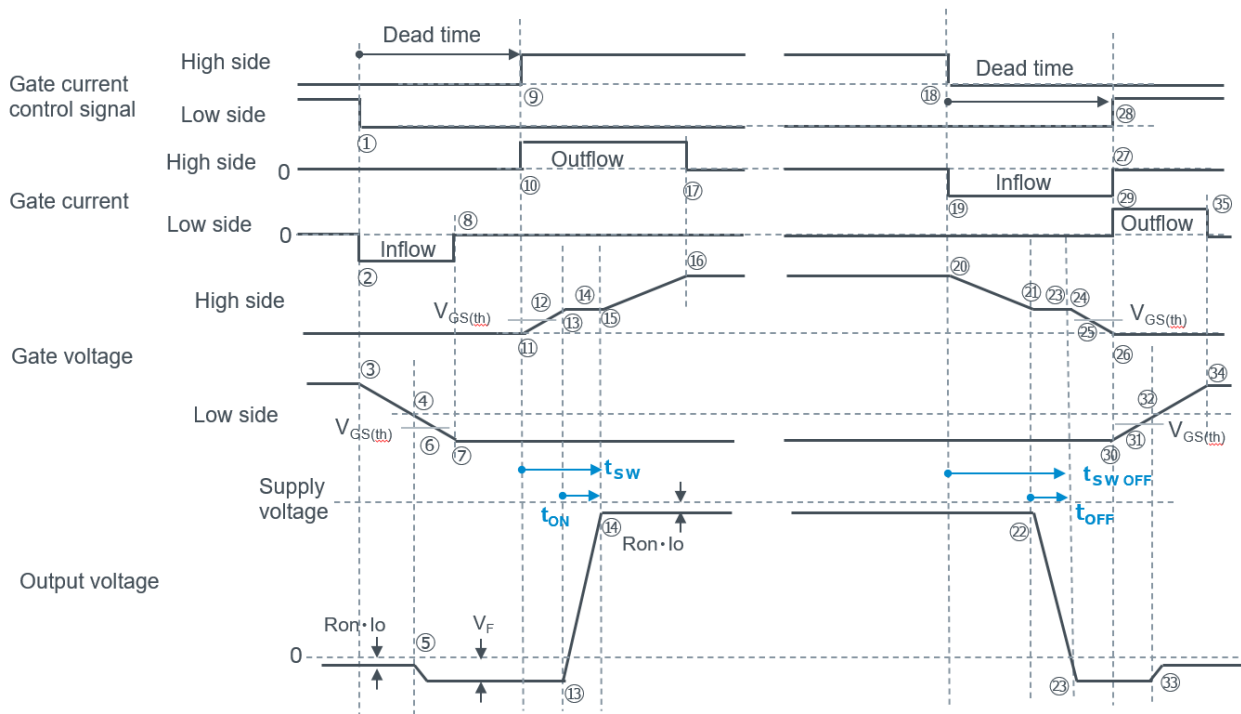 Dead time
High side
⑨
⑱
Dead time
Gate current
control signal
Low side
①
㉘
High side
0
Outflow
⑩
⑰
Inflow
⑲
㉗
㉙
㉟
Gate current
Low side
0
⑧
Inflow
②
Outflow
High side
VGS(th)
⑫
⑭
⑯
⑬
⑮
⑪
⑳
㉑
㉓
㉔
VGS(th)
㉕
㉖
Gate voltage
Low side
③
④
VGS(th)
⑥
⑦
㉞
㉜
㉛
VGS(th)
㉚
Supply
voltage
tSW
tON
⑭
Ron・Io
tSW OFF
tOFF
㉒
Output voltage
Ron・Io
0
⑤
VF
⑬
㉓
㉝